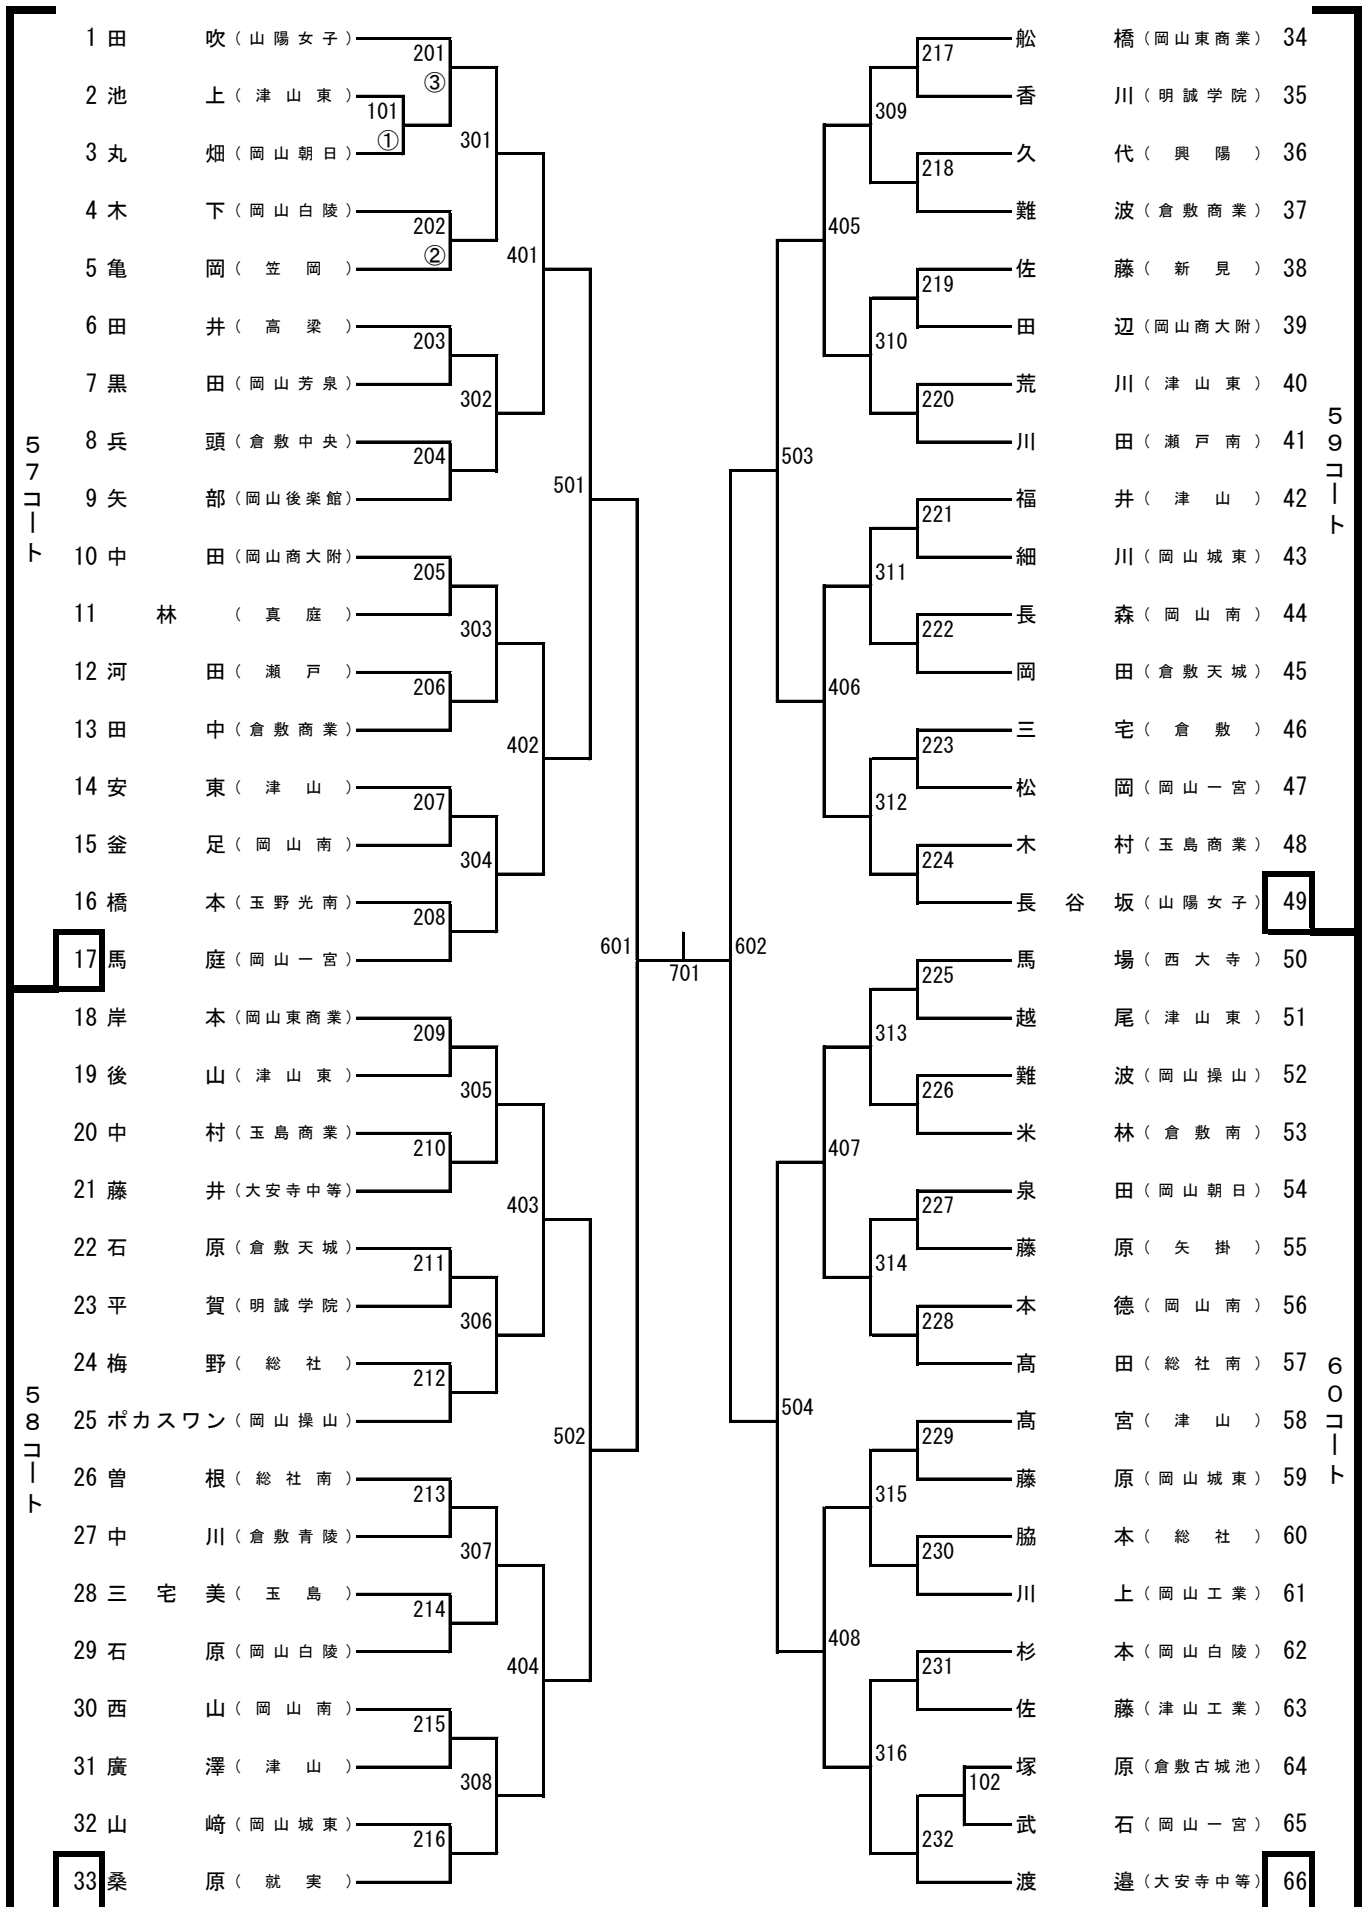 1 田吹 (山陽女子)
2 池上 (津山東)
3 丸畑 (岡山朝日)
4 木下 (岡山白陵)
5 亀岡 (笠岡)
6 田井 (高梁)
7 黒田 (岡山芳泉)
8 兵頭 (倉敷中央)
9 矢部 (岡山後楽館)
10 中田 (岡山商大附)
11 林 (真庭)
12 河田 (瀬戸)
13 田中 (倉敷商業)
14 安東 (津山)
15 釜足 (岡山南)
16 橋本 (玉野光南)
17 馬庭 (岡山一宮)
57コート
18 岸本 (岡山東商業)
19 後山 (津山東)
20 中村 (玉島商業)
21 藤井 (大安寺中等)
22 石原 (倉敷天城)
23 平賀 (明誠学院)
24 梅野 (総社)
25 ポカスワン (岡山操山)
26 曽根 (総社南)
27 中川 (倉敷青陵)
28 三宅美 (玉島)
29 石原 (岡山白陵)
30 西山 (岡山南)
31 廣澤 (津山)
32 山﨑 (岡山城東)
33 桑原 (就実)
58コート
101
①
201
③
202
②
203
204
205
206
207
208
209
210
211
212
213
214
215
216
301
302
303
304
305
306
307
308
401
402
403
404
501
502
601
701
602
503
504
405
406
407
408
309
310
311
312
313
314
315
316
217
218
219
220
221
222
223
224
225
226
227
228
229
230
231
102
232
舩橋 (岡山東商業) 34
香川 (明誠学院) 35
久代 (興陽) 36
難波 (倉敷商業) 37
佐藤 (新見) 38
田辺 (岡山商大附) 39
荒川 (津山東) 40
川田 (瀬戸南) 41
福井 (津山) 42
細川 (岡山城東) 43
長森 (岡山南) 44
岡田 (倉敷天城) 45
三宅 (倉敷) 46
松岡 (岡山一宮) 47
木村 (玉島商業) 48
長谷坂 (山陽女子) 49
59コート
馬場 (西大寺) 50
越尾 (津山東) 51
難波 (岡山操山) 52
米林 (倉敷南) 53
泉田 (岡山朝日) 54
藤原 (矢掛) 55
本德 (岡山南) 56
髙田 (総社南) 57
髙宮 (津山) 58
藤原 (岡山城東) 59
脇本 (総社) 60
川上 (岡山工業) 61
杉本 (岡山白陵) 62
佐藤 (津山工業) 63
塚原 (倉敷古城池) 64
武石 (岡山一宮) 65
渡邉 (大安寺中等) 66
60コート